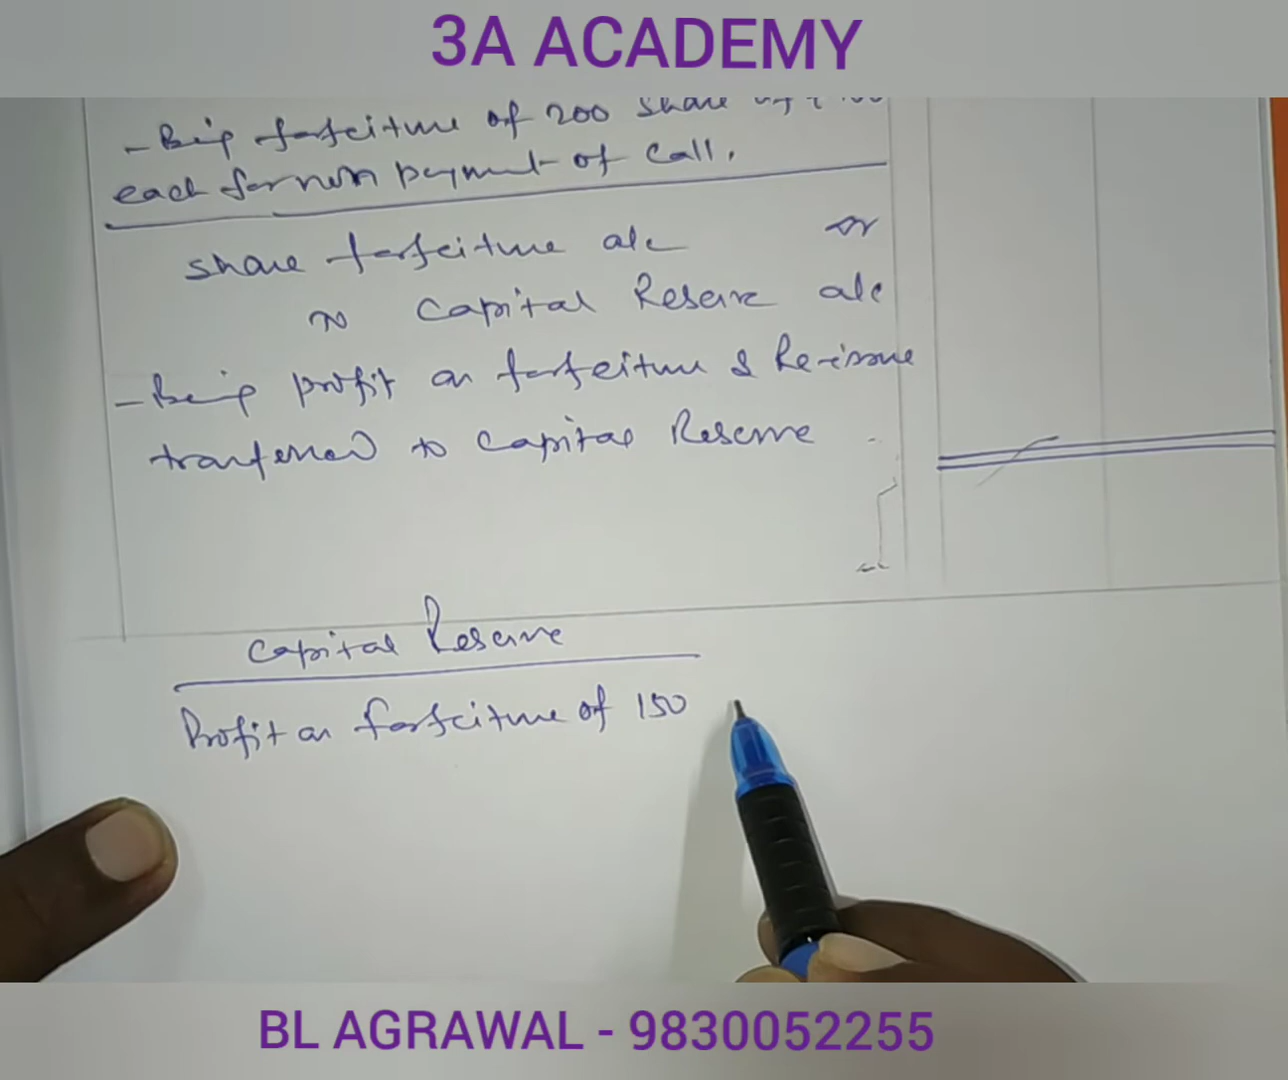 3A ACADEMY
- Being forfeiture of 200 share of
each for non payment of call.
share forfeiture a/c Dr
To Capital Reserve a/c
- Being profit on forfeiture & Re-issue
tranferred to Capital Reserve
Capital Reserve
Profit on forfeiture of 150
BL AGRAWAL - 9830052255